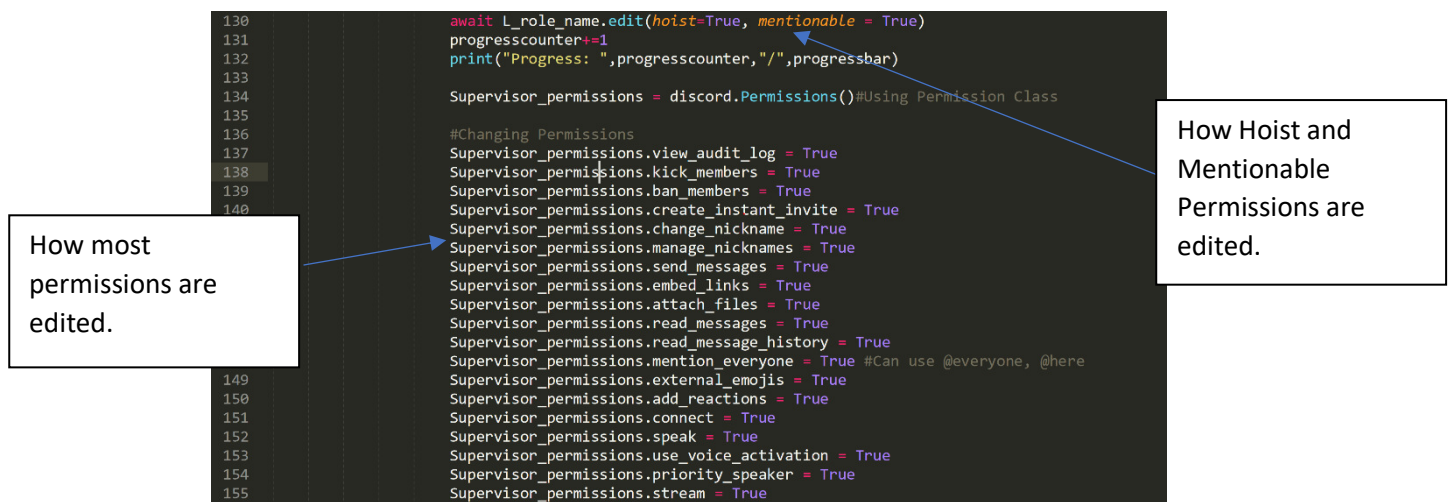 130 await L_role_name.edit(hoist=True, mentionable = True)
131 progresscounter+=1
132 print("Progress: ",progresscounter,"/",progressbar)
133
134 Supervisor_permissions = discord.Permissions()#Using Permission Class
135
136 #Changing Permissions
137 Supervisor_permissions.view_audit_log = True
138 Supervisor_permissions.kick_members = True
139 Supervisor_permissions.ban_members = True
140 Supervisor_permissions.create_instant_invite = True
Supervisor_permissions.change_nickname = True
Supervisor_permissions.manage_nicknames = True
Supervisor_permissions.send_messages = True
Supervisor_permissions.embed_links = True
Supervisor_permissions.attach_files = True
Supervisor_permissions.read_messages = True
Supervisor_permissions.read_message_history = True
Supervisor_permissions.mention_everyone = True #Can use @everyone, @here
149 Supervisor_permissions.external_emojis = True
150 Supervisor_permissions.add_reactions = True
151 Supervisor_permissions.connect = True
152 Supervisor_permissions.speak = True
153 Supervisor_permissions.use_voice_activation = True
154 Supervisor_permissions.priority_speaker = True
155 Supervisor_permissions.stream = True
How most
permissions are
edited.
How Hoist and
Mentionable
Permissions are
edited.